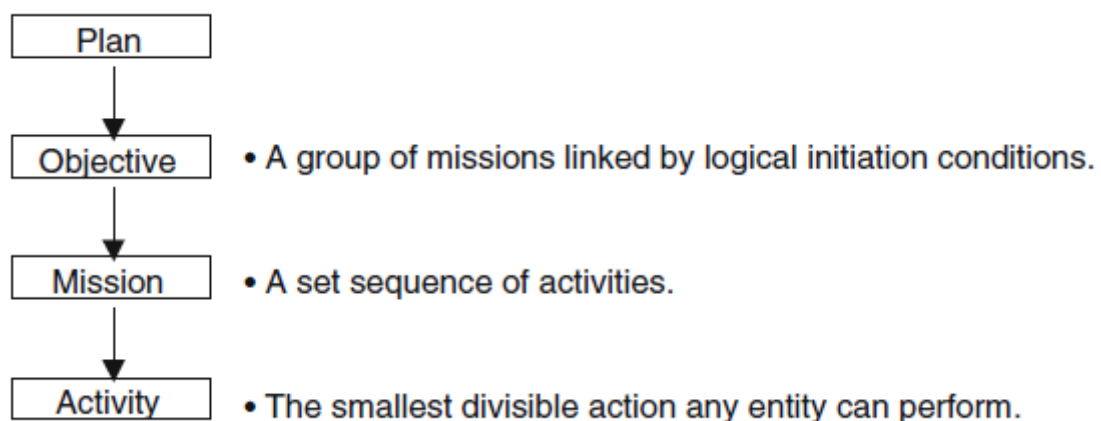 Plan
Objective • A group of missions linked by logical initiation conditions.
Mission • A set sequence of activities.
Activity • The smallest divisible action any entity can perform.